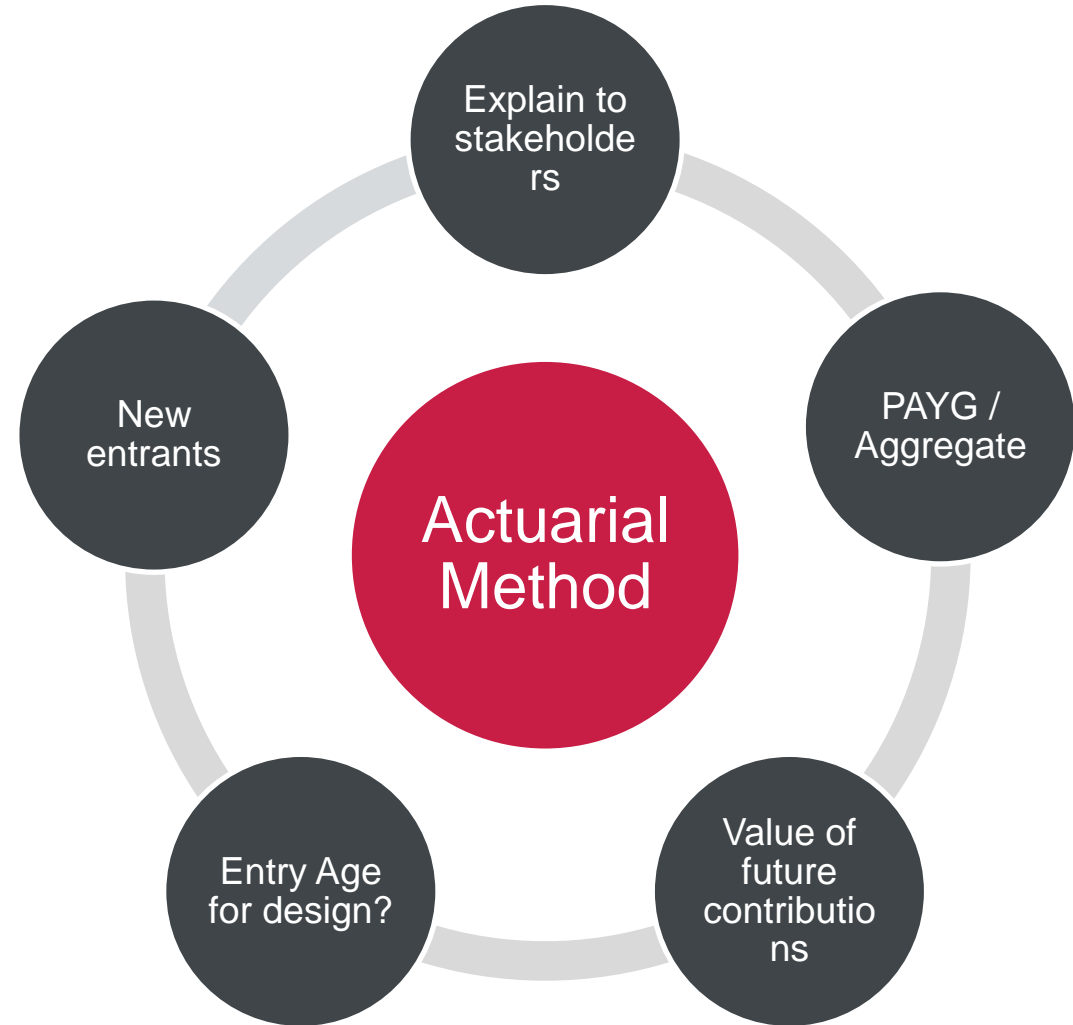 Explain to
stakeholde
rs
PAYG /
Aggregate
Value of
future
contributio
ns
Entry Age
for design?
New
entrants
Actuarial
Method